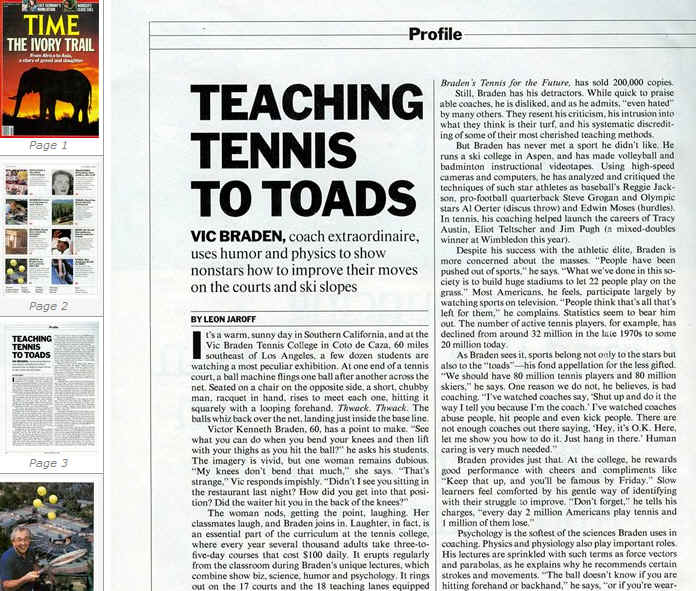 TIME
THE IVORY TRAIL
From Africa to Asia,
a story of greed and slaughter
Page 1
Page 2
Profile
TEACHING
TENNIS
TO TOADS
Page 3
Profile
TEACHING
TENNIS
TO TOADS
VIC BRADEN, coach extraordinaire,
uses humor and physics to show
nonstars how to improve their moves
on the courts and ski slopes
BY LEON JAROFF
It's a warm, sunny day in Southern California, and at the
Vic Braden Tennis College in Coto de Caza, 60 miles
southeast of Los Angeles, a few dozen students are
watching a most peculiar exhibition. At one end of a tennis
court, a ball machine flings one ball after another across the
net. Seated on a chair on the opposite side, a short, chubby
man, racquet in hand, rises to meet each one, hitting it
squarely with a looping forehand. Thwack. Thwack. The
balls whiz back over the net, landing just inside the base line.
Victor Kenneth Braden, 60, has a point to make. "See
what you can do when you bend your knees and then lift
with your thighs as you hit the ball?" he asks his students.
The imagery is vivid, but one woman remains dubious.
"My knees don't bend that much," she says. "That's
strange," Vic responds impishly. "Didn't I see you sitting in
the restaurant last night? How did you get into that posi-
tion? Did the waiter hit you in the back of the knees?"
The woman nods, getting the point, laughing. Her
classmates laugh, and Braden joins in. Laughter, in fact, is
an essential part of the curriculum at the tennis college,
where every year several thousand adults take three-to-
five-day courses that cost $100 daily. It erupts regularly
from the classroom during Braden's unique lectures, which
combine show biz, science, humor and psychology. It rings
out on the 17 courts and the 18 teaching lanes equipped
Braden's Tennis for the Future, has sold 200,000 copies.
Still, Braden has his detractors. While quick to praise
able coaches, he is disliked, and as he admits, "even hated"
by many others. They resent his criticism, his intrusion into
what they think is their turf, and his systematic discredit-
ing of some of their most cherished teaching methods.
But Braden has never met a sport he didn't like. He
runs a ski college in Aspen, and has made volleyball and
badminton instructional videotapes. Using high-speed
cameras and computers, he has analyzed and critiqued the
techniques of such star athletes as baseball's Reggie Jack-
son, pro-football quarterback Steve Grogan and Olympic
stars Al Oerter (discus throw) and Edwin Moses (hurdles).
In tennis, his coaching helped launch the careers of Tracy
Austin, Eliot Teltscher and Jim Pugh (a mixed-doubles
winner at Wimbledon this year).
Despite his success with the athletic élite, Braden is
more concerned about the masses. "People have been
pushed out of sports," he says. "What we've done in this so-
ciety is to build huge stadiums to let 22 people play on the
grass." Most Americans, he feels, participate largely by
watching sports on television. "People think that's all that's
left for them," he complains. Statistics seem to bear him
out. The number of active tennis players, for example, has
declined from around 32 million in the late 1970s to some
20 million today.
As Braden sees it, sports belong not only to the stars but
also to the "toads"—his fond appellation for the less gifted.
"We should have 80 million tennis players and 80 million
skiers," he says. One reason we do not, he believes, is bad
coaching. "I've watched coaches say, 'Shut up and do it the
way I tell you because I'm the coach.' I've watched coaches
abuse people, hit people and even kick people. There are
not enough coaches out there saying, 'Hey, it's O.K. Here,
let me show you how to do it. Just hang in there.' Human
caring is very much needed."
Braden provides just that. At the college, he rewards
good performance with cheers and compliments like
"Keep that up, and you'll be famous by Friday." Slow
learners feel comforted by his gentle way of identifying
with their struggle to improve. "Don't forget," he tells his
charges, "every day 2 million Americans play tennis and
1 million of them lose."
Psychology is the softest of the sciences Braden uses in
coaching. Physics and physiology also play important roles.
His lectures are sprinkled with such terms as force vectors
and parabolas, as he explains why he recommends certain
strokes and movements. "The ball doesn't know if you are
hitting forehand or backhand," he says, "or if you're wear-